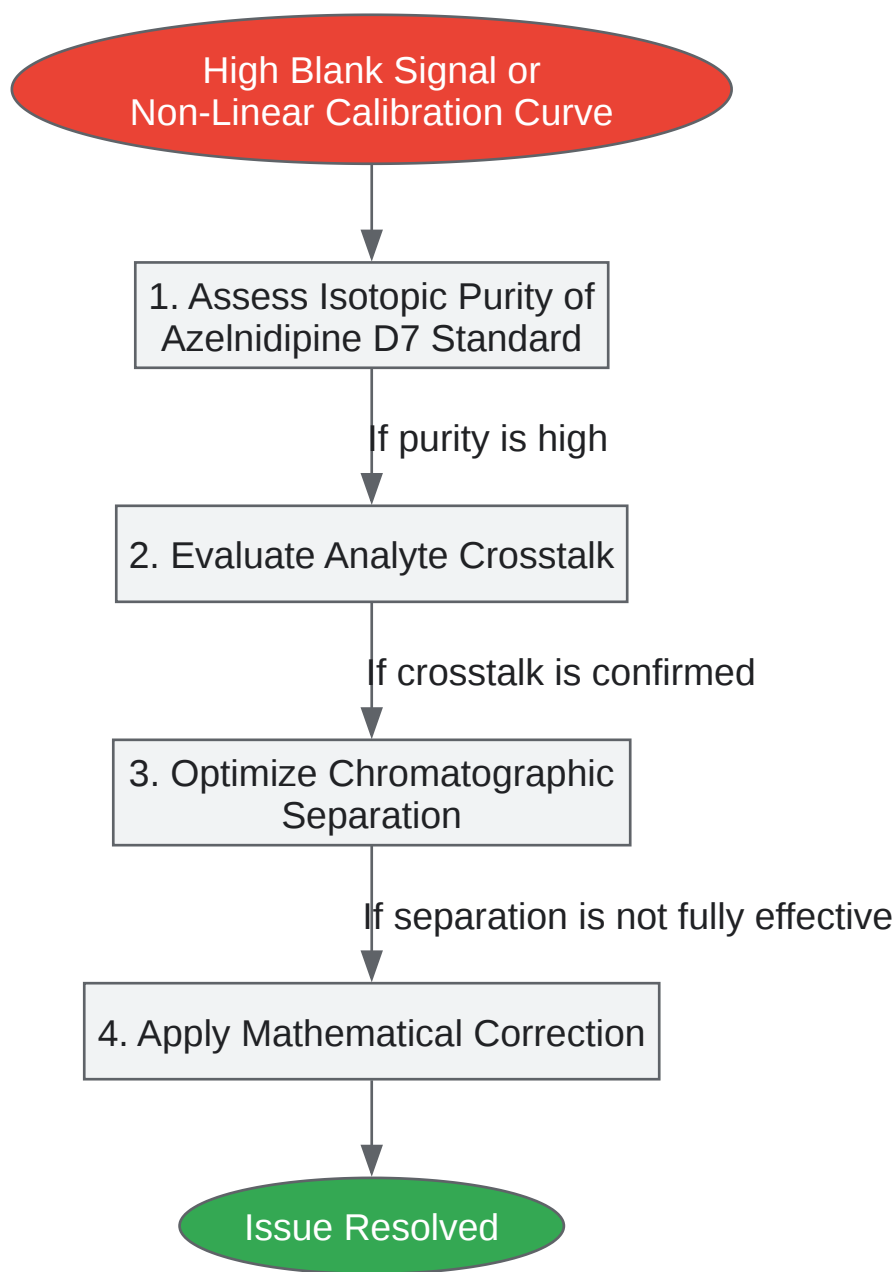 High Blank Signal or
Non-Linear Calibration Curve
1. Assess Isotopic Purity of
Azelnidipine D7 Standard
If purity is high
2. Evaluate Analyte Crosstalk
If crosstalk is confirmed
3. Optimize Chromatographic
Separation
If separation is not fully effective
4. Apply Mathematical Correction
Issue Resolved